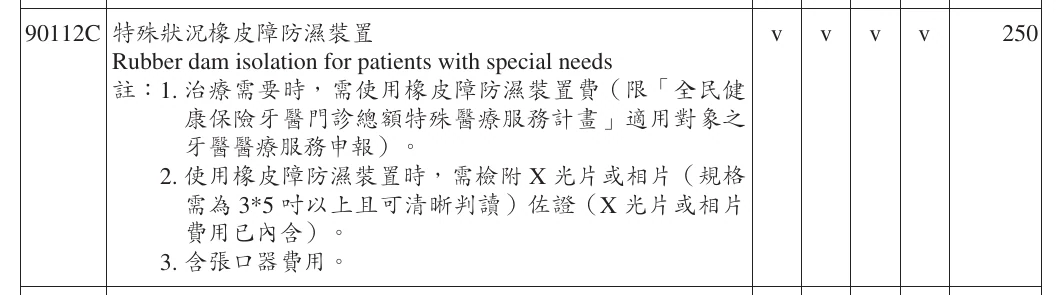 90112C 特殊狀況橡皮障防濕裝置 v v v v 250
Rubber dam isolation for patients with special needs
註：1. 治療需要時，需使用橡皮障防濕裝置費（限「全民健
康保險牙醫門診總額特殊醫療服務計畫」適用對象之
牙醫醫療服務申報）。
2. 使用橡皮障防濕裝置時，需檢附 X 光片或相片（規格
需為 3*5 吋以上且可清晰判讀）佐證（X 光片或相片
費用已內含）。
3. 含張口器費用。